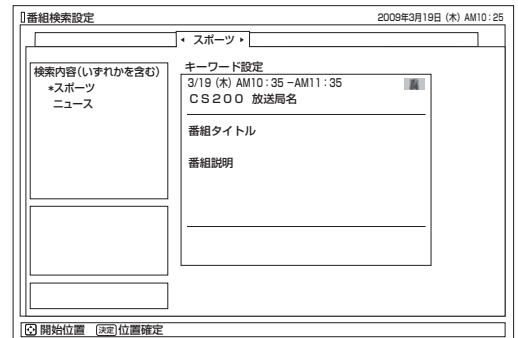 番組検索設定 2009年3月19日 (木) AM10:25
スポーツ
検索内容(いずれかを含む)
*スポーツ
ニュース
キーワード設定
3/19 (木) AM10:35 −AM11:35
CS200 放送局名
番組タイトル
番組説明
開始位置 決定 位置確定